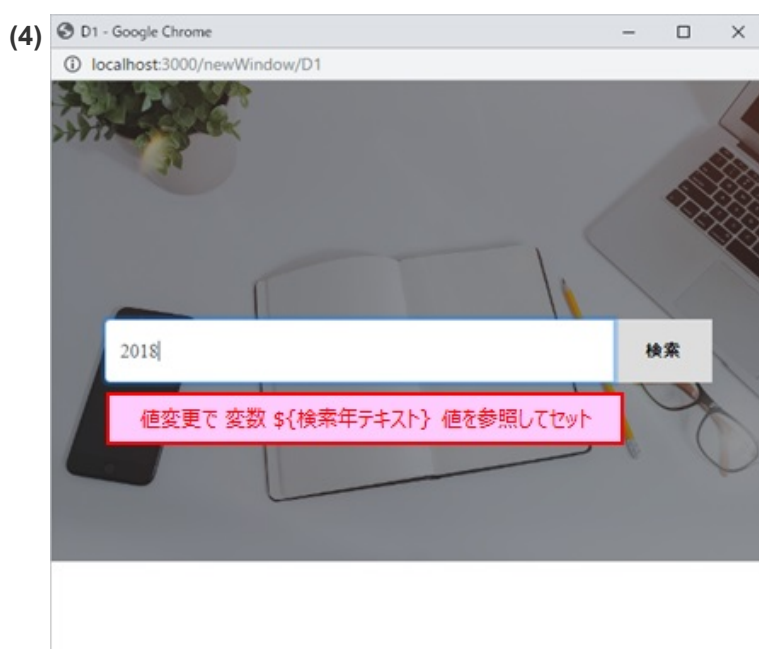 (4)
D1 - Google Chrome
localhost:3000/newWindow/D1
2018
検索
値変更で 変数 ${検索年テキスト} 値を参照してセット